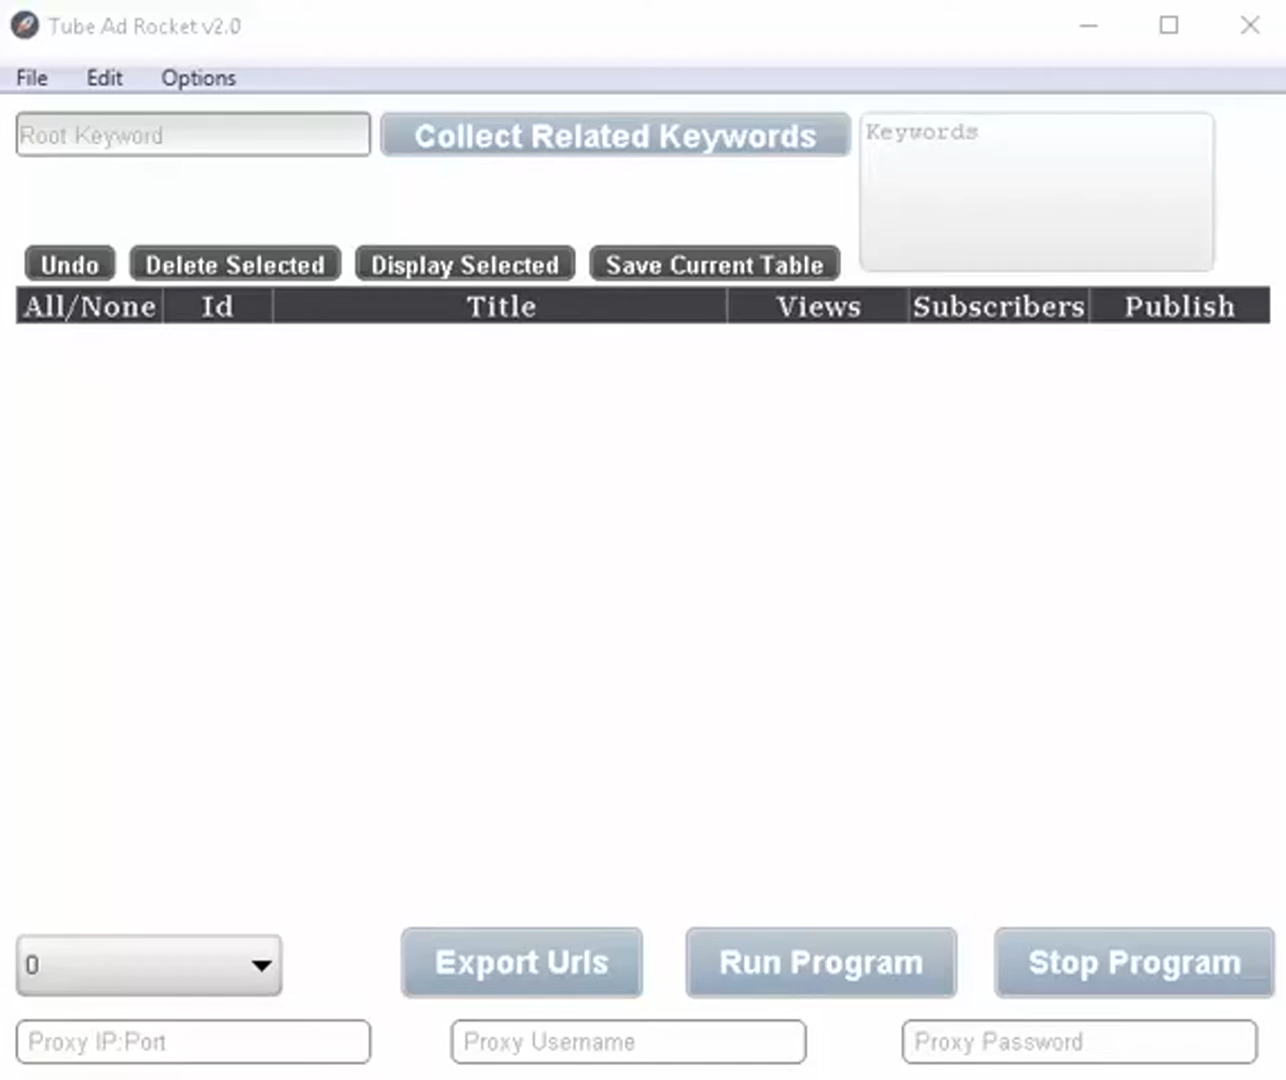 Tube Ad Rocket v2.0
File Edit Options
Root Keyword Collect Related Keywords Keywords
Undo Delete Selected Display Selected Save Current Table
All/None Id Title Views Subscribers Publish
0 Export Urls Run Program Stop Program
Proxy IP:Port Proxy Username Proxy Password